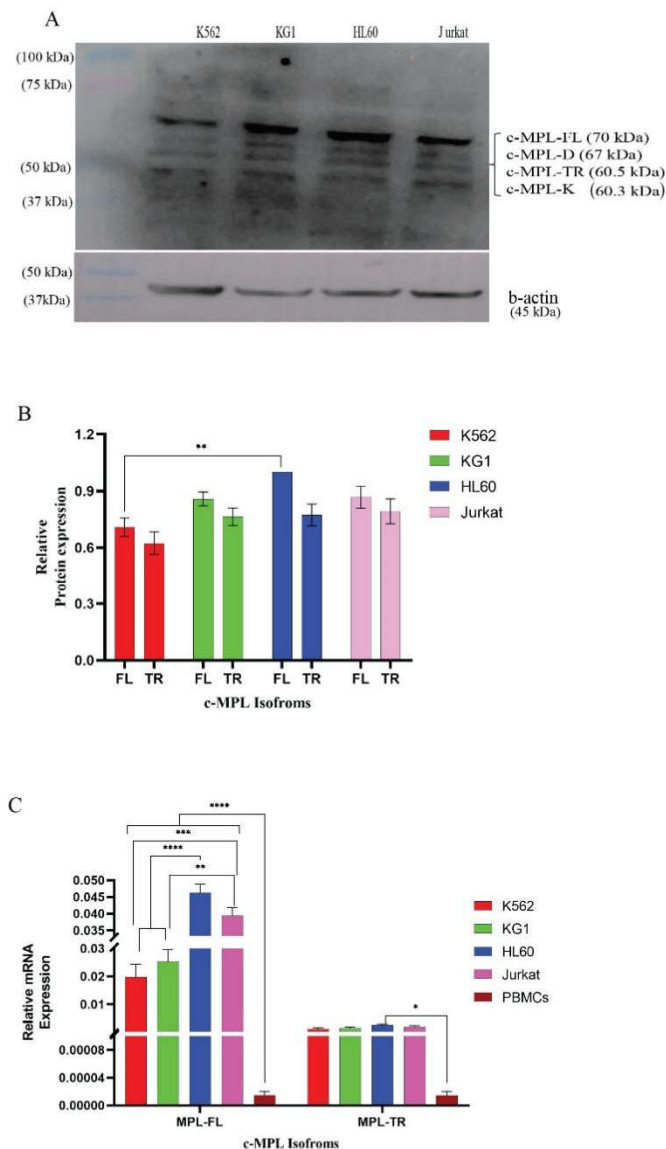 A
K562 KG1 HL60 Jurkat
(100 kDa)
(75 kDa)
(50 kDa)
(37 kDa)
c-MPL-FL (70 kDa)
c-MPL-D (67 kDa)
c-MPL-TR (60.5 kDa)
c-MPL-K (60.3 kDa)
(50 kDa)
(37kDa)
b-actin
(45 kDa)
B
Relative
Protein expression
1.2
0.9
0.6
0.3
0.0
**
FL TR FL TR FL TR FL TR
c-MPL Isofroms
K562
KG1
HL60
Jurkat
C
Relative mRNA
Expression
0.050
0.045
0.040
0.035
0.03
0.02
0.01
0.00008
0.00004
0.00000
****
***
****
**
*
MPL-FL MPL-TR
c-MPL Isofroms
K562
KG1
HL60
Jurkat
PBMCs